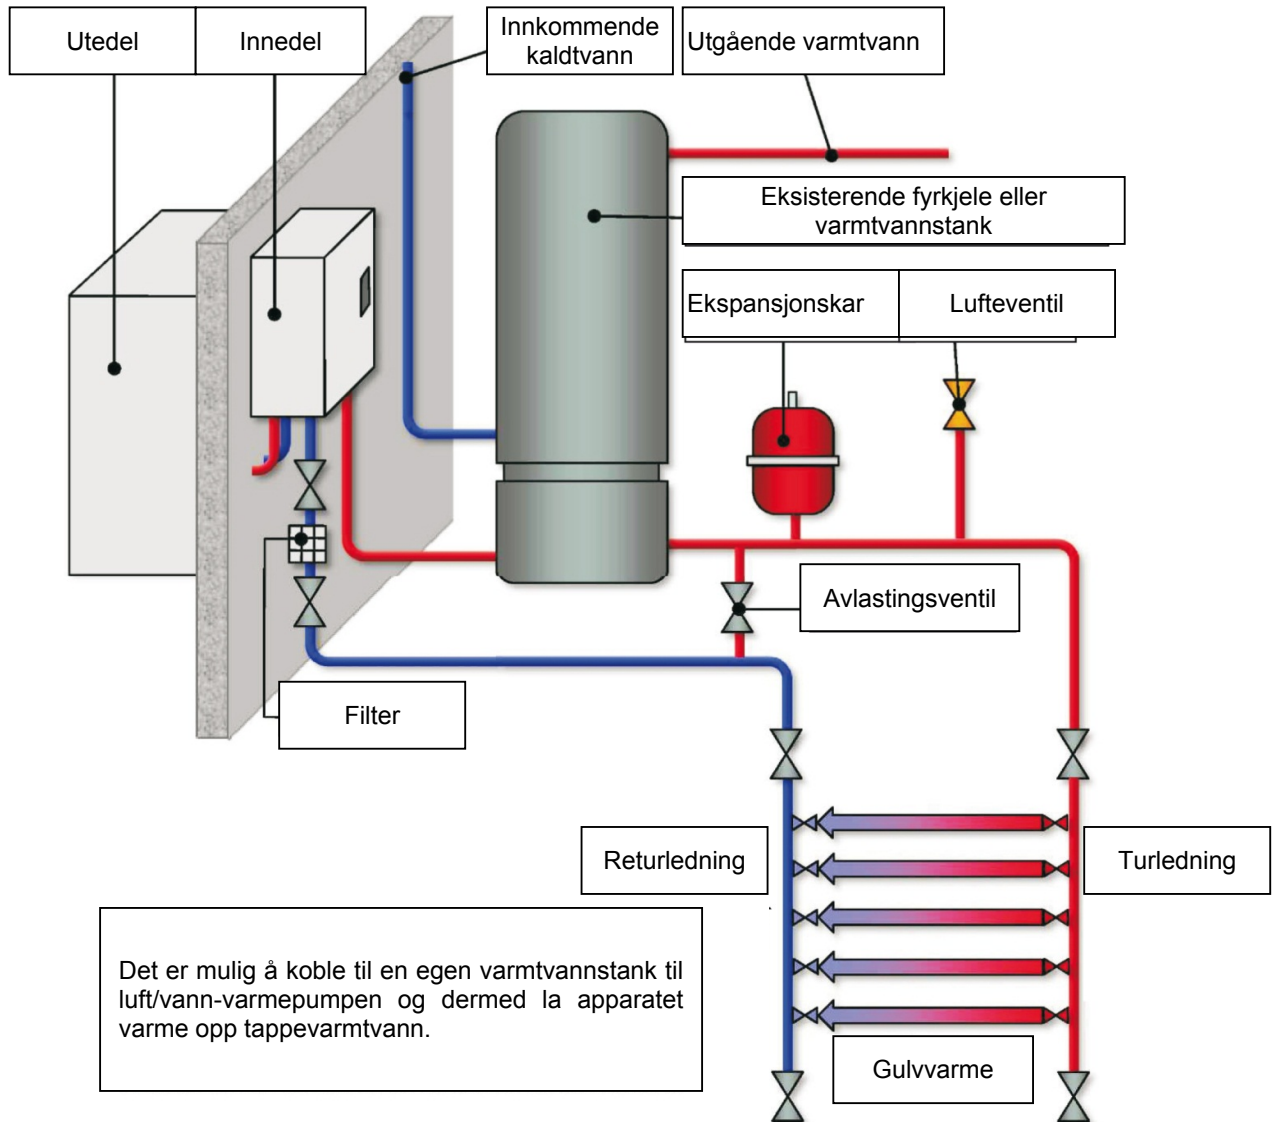 Utedel
Innedel
Innkommende
kaldtvann
Utgående varmtvann
Eksisterende fyrkjele eller
varmtvannstank
Ekspansjonskar
Lufteventil
Avlastingsventil
Filter
Returledning
Turledning
Det er mulig å koble til en egen varmtvannstank til
luft/vann-varmepumpen og dermed la apparatet
varme opp tappevarmtvann.
Gulvvarme